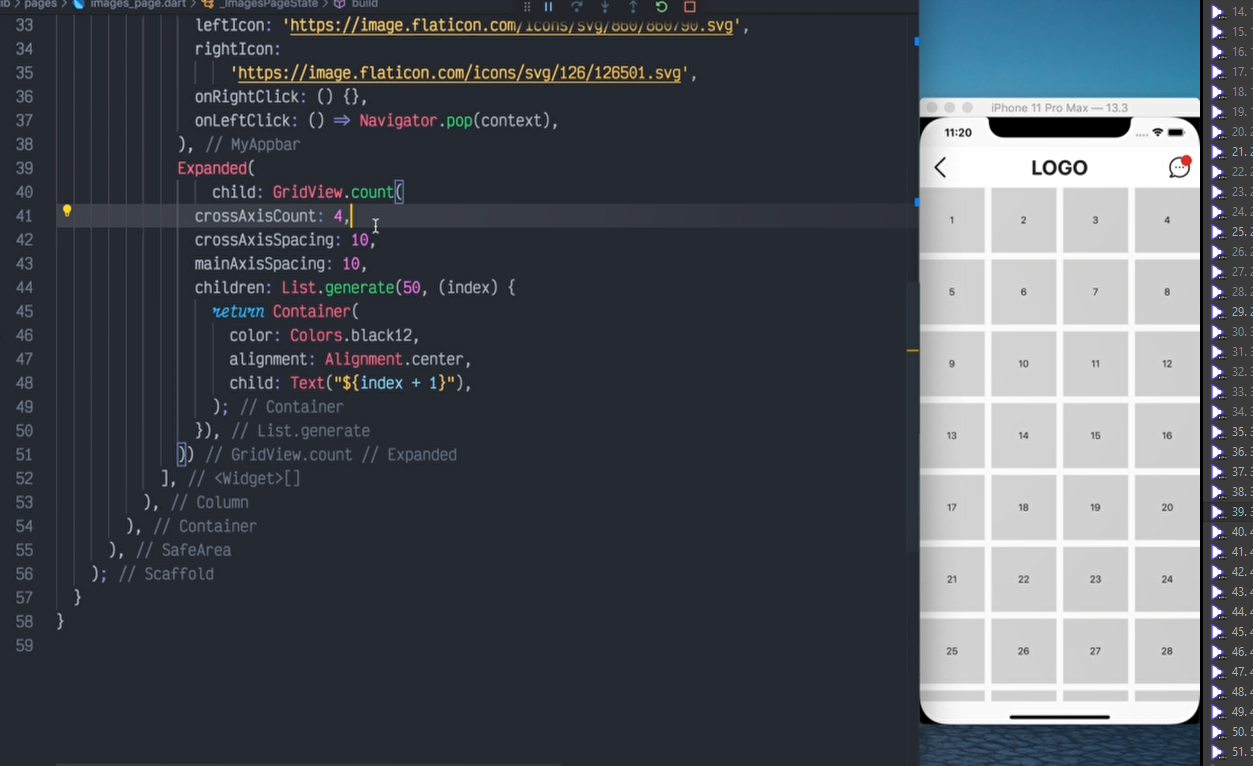 lib > pages > images_page.dart > _ImagesPageState > build
33 leftIcon: 'https://image.flaticon.com/icons/svg/860/860790.svg',
34 rightIcon:
35 'https://image.flaticon.com/icons/svg/126/126501.svg',
36 onRightClick: () {},
37 onLeftClick: () => Navigator.pop(context),
38 ), // MyAppbar
39 Expanded(
40 child: GridView.count(
41 crossAxisCount: 4,
42 crossAxisSpacing: 10,
43 mainAxisSpacing: 10,
44 children: List.generate(50, (index) {
45 return Container(
46 color: Colors.black12,
47 alignment: Alignment.center,
48 child: Text("${index + 1}"),
49 ); // Container
50 }), // List.generate
51 )) // GridView.count // Expanded
52 ], // <Widget>[]
53 ), // Column
54 ), // Container
55 ), // SafeArea
56 ); // Scaffold
57 }
58 }
59
iPhone 11 Pro Max — 13.3
11:20
LOGO
1 2 3 4
5 6 7 8
9 10 11 12
13 14 15 16
17 18 19 20
21 22 23 24
25 26 27 28
14.
15.
16.
17.
18.
19.
20.
21.
22.
23.
24.
25.
26.
27.
28.
29.
30.
31.
32.
33.
34.
35.
36.
37.
38.
39.
40.
41.
42.
43.
44.
45.
46.
47.
48.
49.
50.
51.